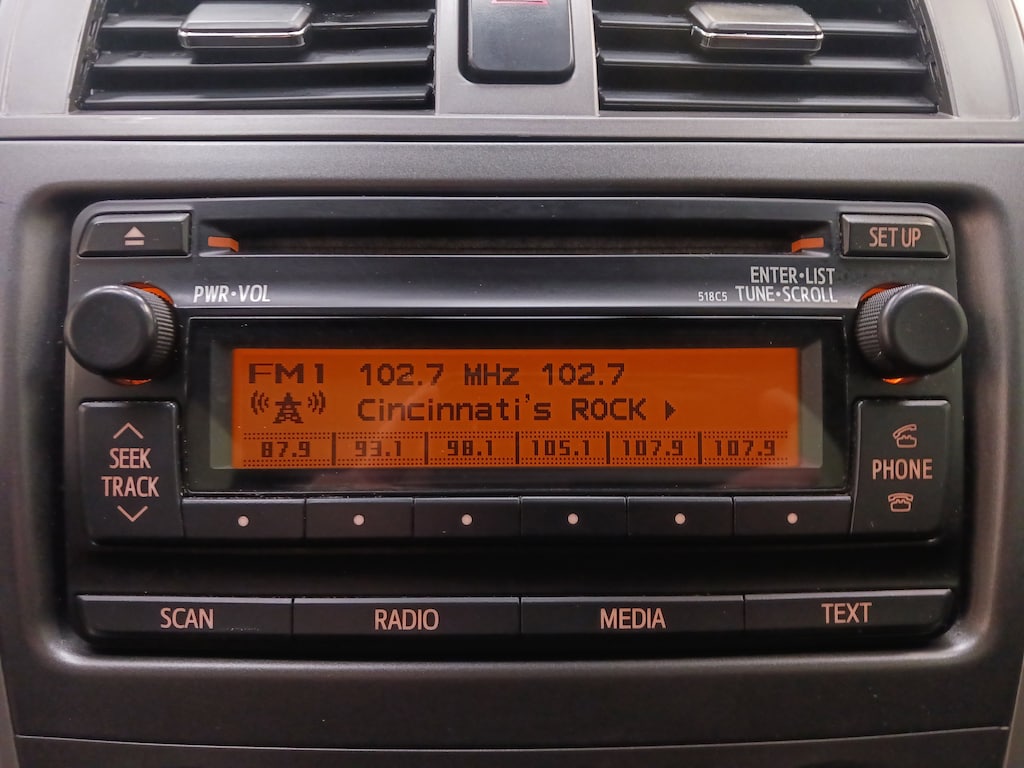 SET UP
PWR•VOL
ENTER•LIST
518C5 TUNE•SCROLL
FM1 102.7 MHz 102.7
Cincinnati's ROCK
87.9 93.1 98.1 105.1 107.9 107.9
SEEK
TRACK
PHONE
SCAN RADIO MEDIA TEXT